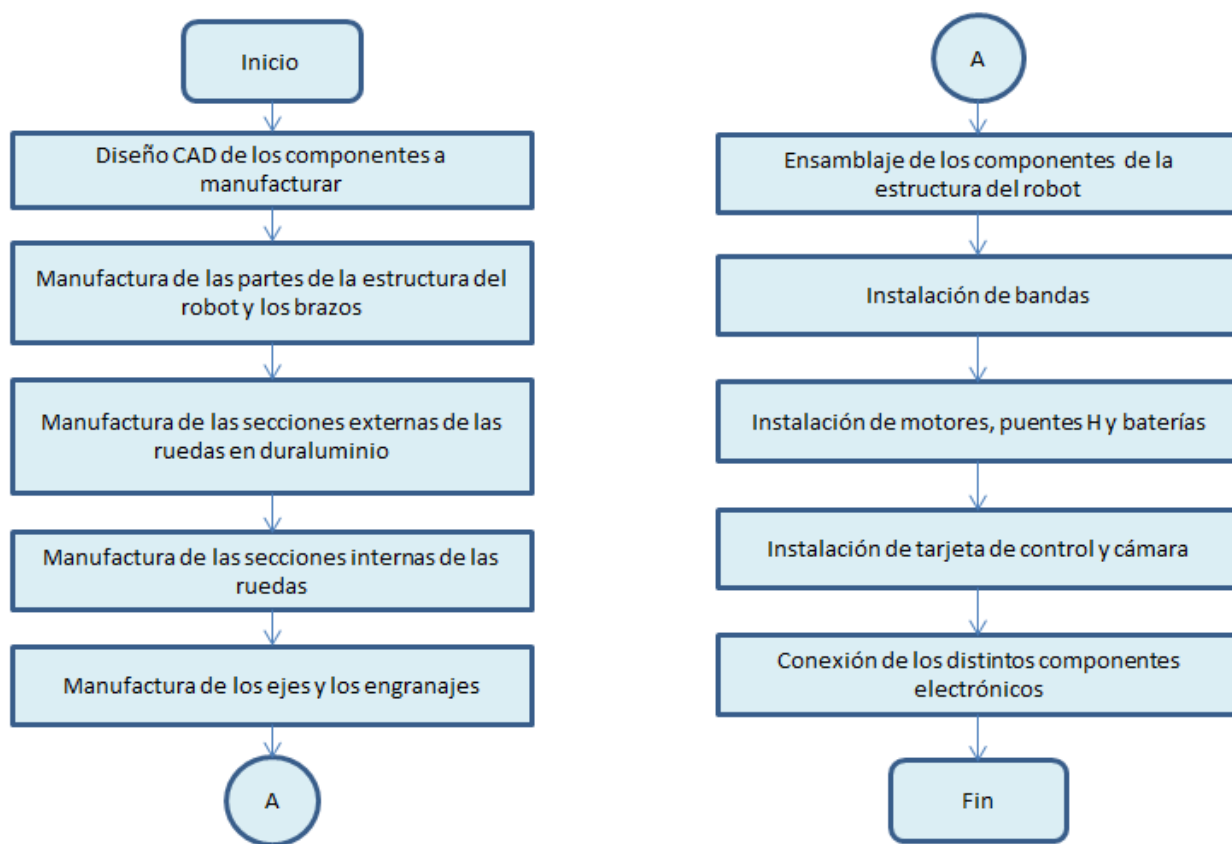 Inicio
Diseño CAD de los componentes a
manufacturar
Manufactura de las partes de la estructura del
robot y los brazos
Manufactura de las secciones externas de las
ruedas en duraluminio
Manufactura de las secciones internas de las
ruedas
Manufactura de los ejes y los engranajes
A
A
Ensamblaje de los componentes de la
estructura del robot
Instalación de bandas
Instalación de motores, puentes H y baterías
Instalación de tarjeta de control y cámara
Conexión de los distintos componentes
electrónicos
Fin